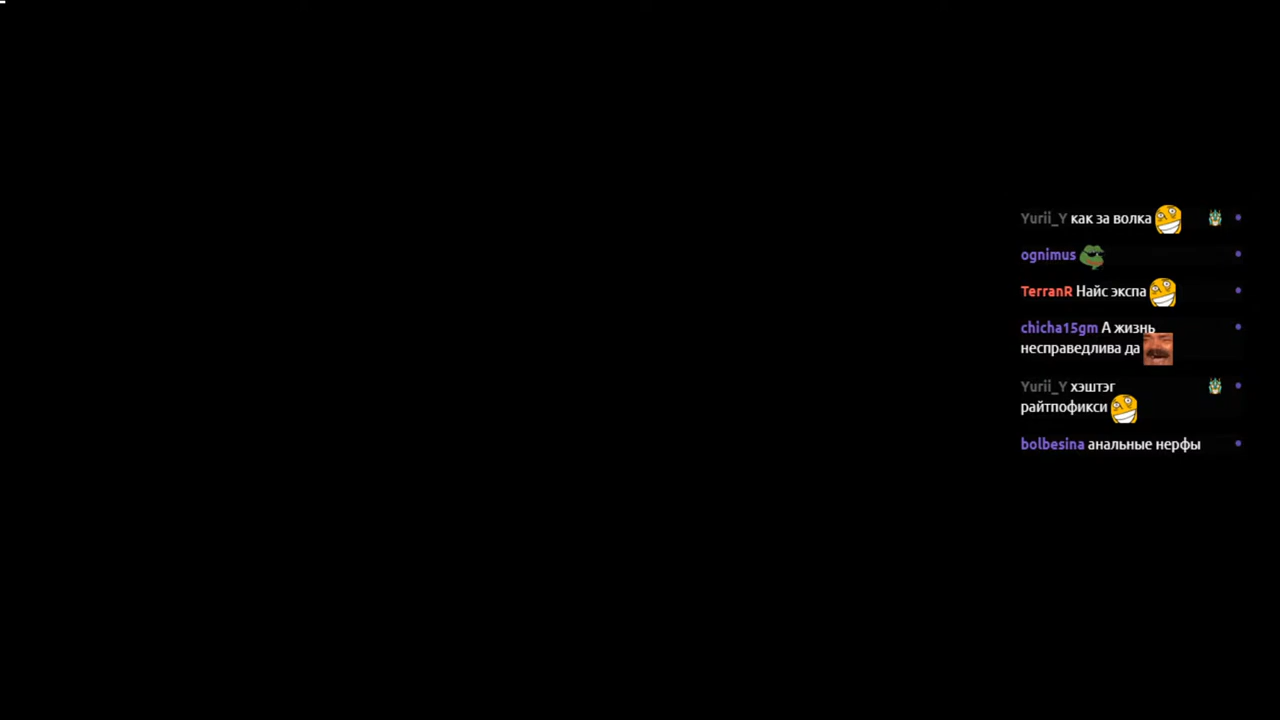 Yurii_Y как за волка
ognimus
TerranR Найс экспа
chicha15gm А жизнь
несправедлива да
Yurii_Y хэштэг
райтпофикси
bolbesina анальные нерфы